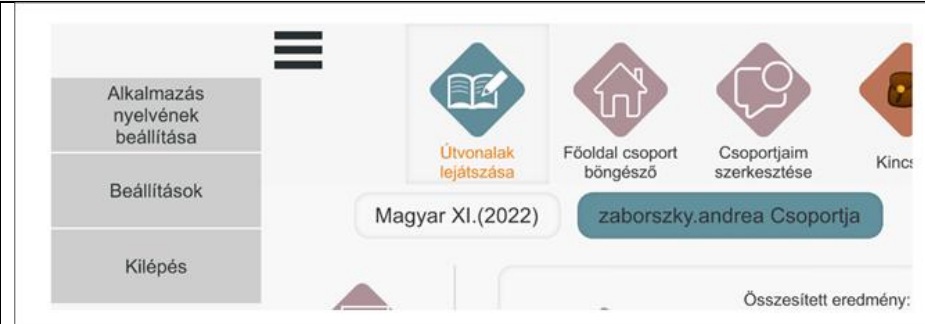 Alkalmazás
nyelvének
beállítása
Beállítások
Kilépés
Útvonalak
lejátszása
Főoldal csoport
böngésző
Csoportjaim
szerkesztése
Magyar XI.(2022)
zaborszky.andrea Csoportja
Összesített eredmény: